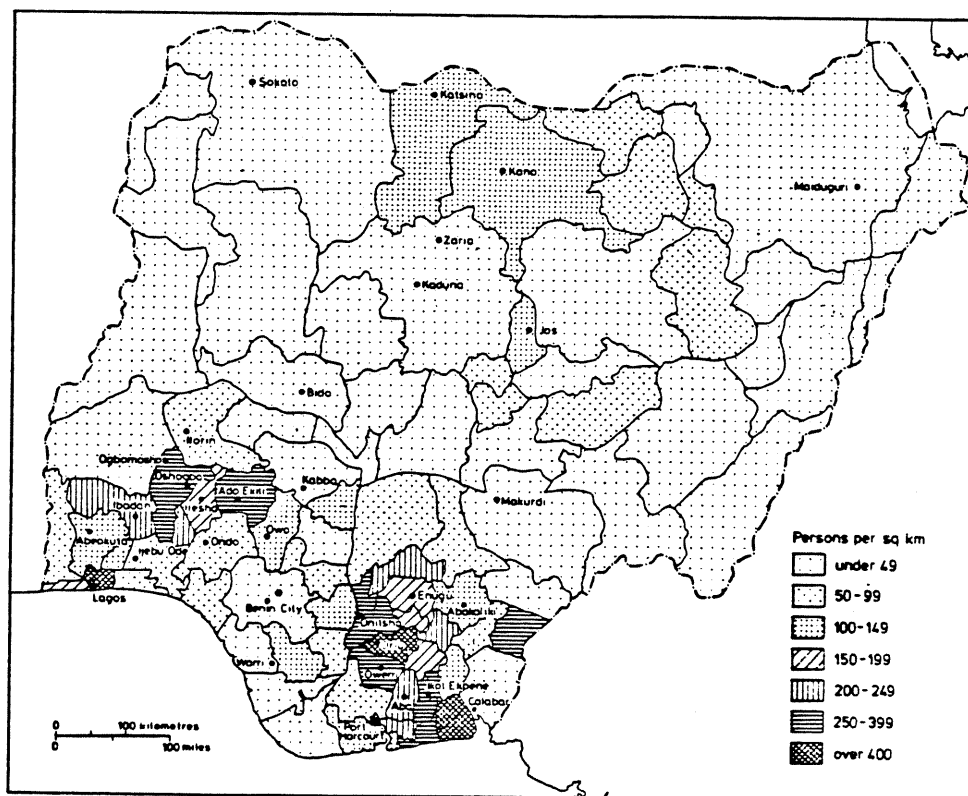 Sokoto
Katsina
Kano
Maiduguri
Zaria
Kaduna
Jos
Bida
Ilorin
Ogbomosho
Oshogbo
Ado Ekiti
Ilesha
Kabba
Makurdi
Ibadan
Owo
Abeokuta
Ondo
Ijebu Ode
Lagos
Benin City
Enugu
Abakaliki
Onitsha
Warri
Owerri
Ikot Ekpene
Aba
Calabar
Port
Harcourt
0 100 kilometres
0 100 miles
Persons per sq km
under 49
50-99
100-149
150-199
200-249
250-399
over 400